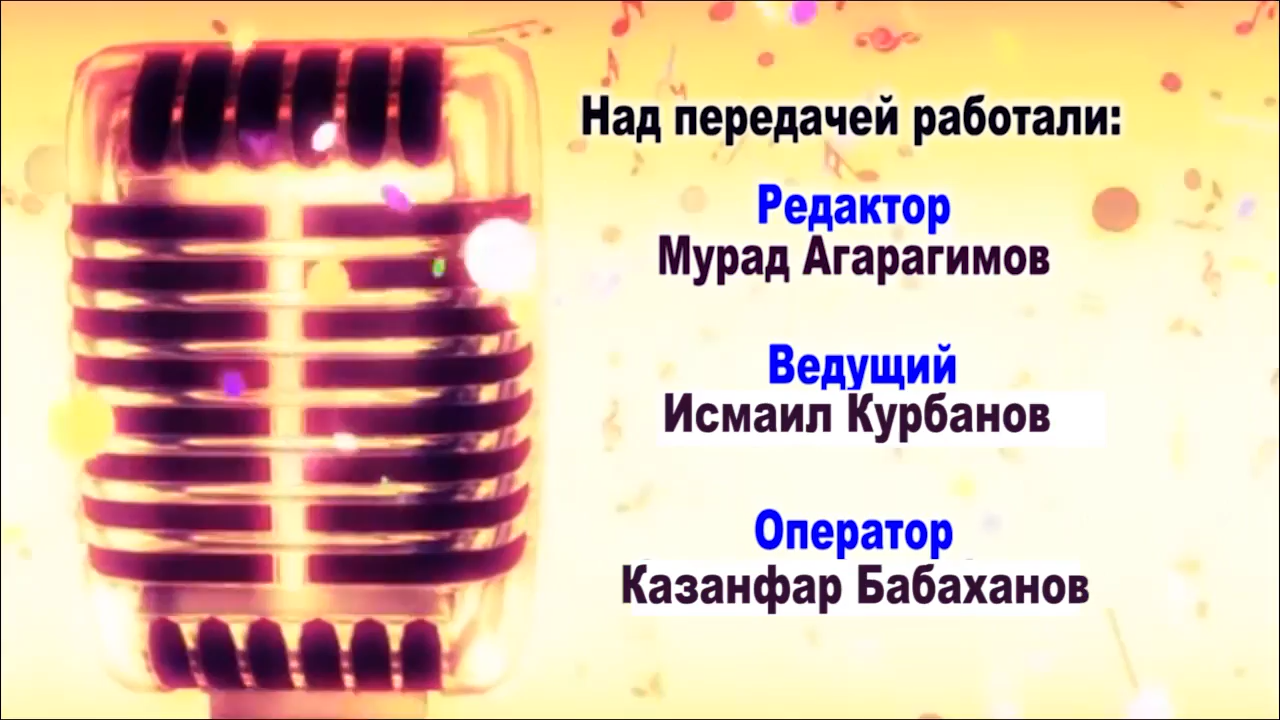 Над передачей работали:
Редактор
Мурад Агарагимов
Ведущий
Исмаил Курбанов
Оператор
Казанфар Бабаханов